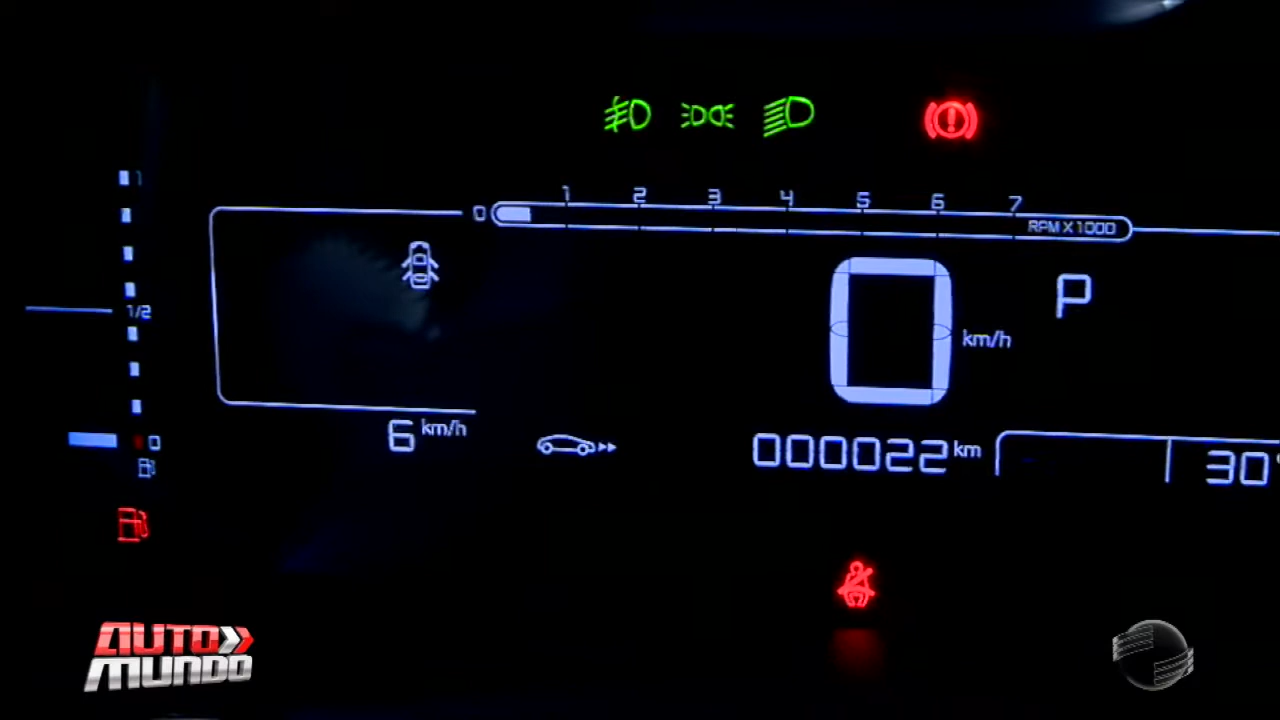 1
1 2 3 4 5 6 7
0
RPM X 1000
1/2
0
P
km/h
0
6 km/h
000022 km
30°
AUTO
MUNDO